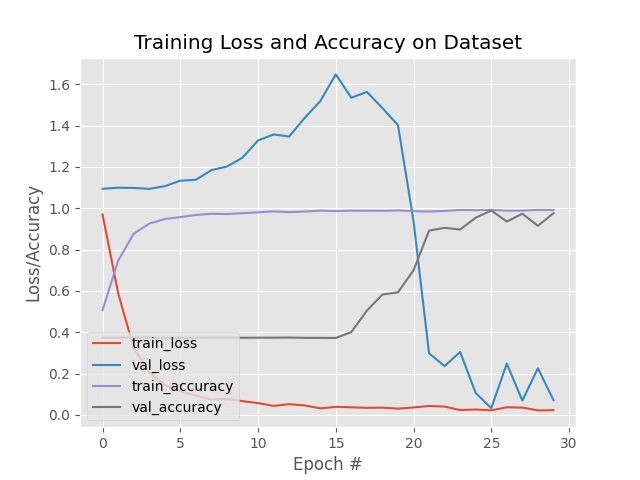 Training Loss and Accuracy on Dataset
Loss/Accuracy
1.6
1.4
1.2
1.0
0.8
0.6
0.4
0.2
0.0
train_loss
val_loss
train_accuracy
val_accuracy
0 5 10 15 20 25 30
Epoch #